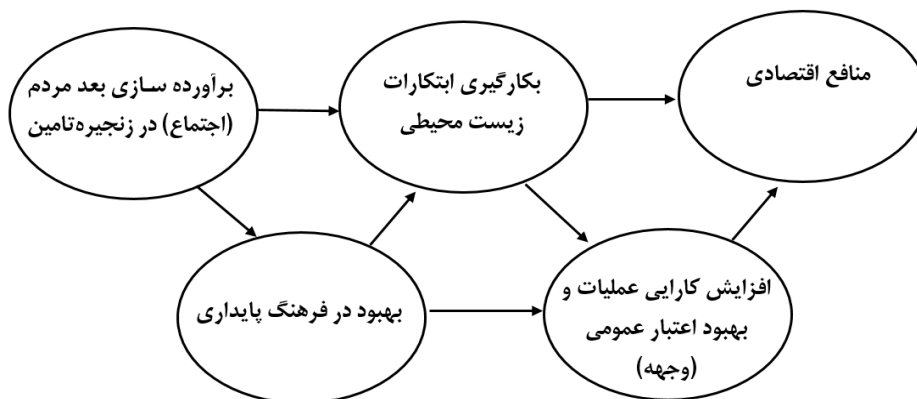 برآورده سازی بعد مردم
(اجتماع) در زنجیره‌تامین
بکارگیری ابتکارات
زیست محیطی
منافع اقتصادی
بهبود در فرهنگ پایداری
افزایش کارایی عملیات و
بهبود اعتبار عمومی
(وجهه)